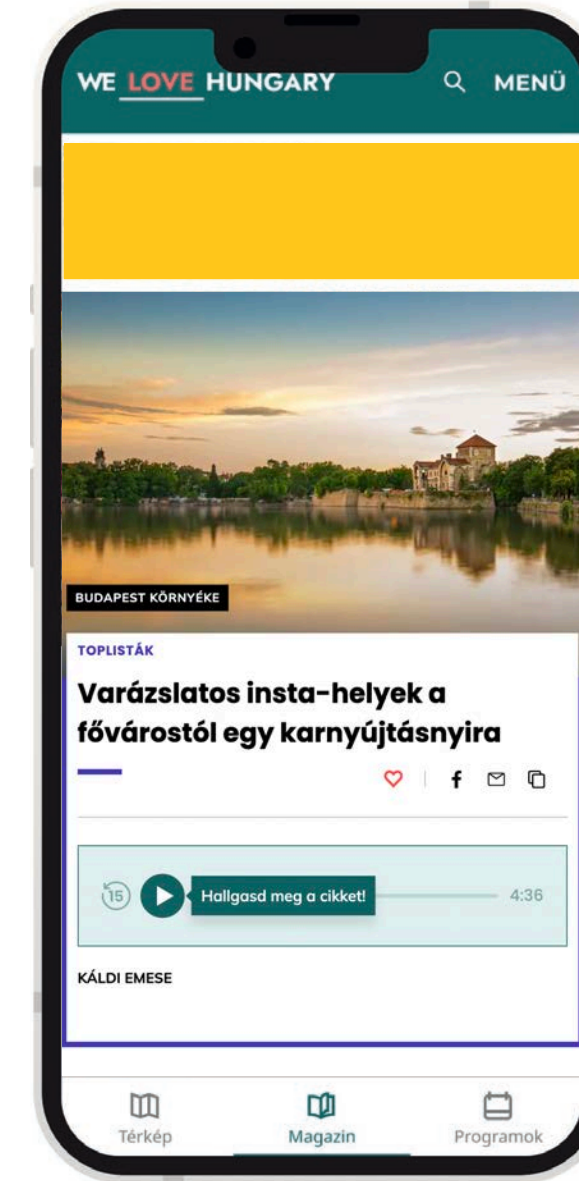 WE LOVE HUNGARY
MENÜ
BUDAPEST KÖRNYÉKE
TOPLISTÁK
Varázslatos insta-helyek a
fővárostól egy karnyújtásnyira
f
15
Hallgasd meg a cikket!
4:36
KÁLDI EMESE
Térkép
Magazin
Programok